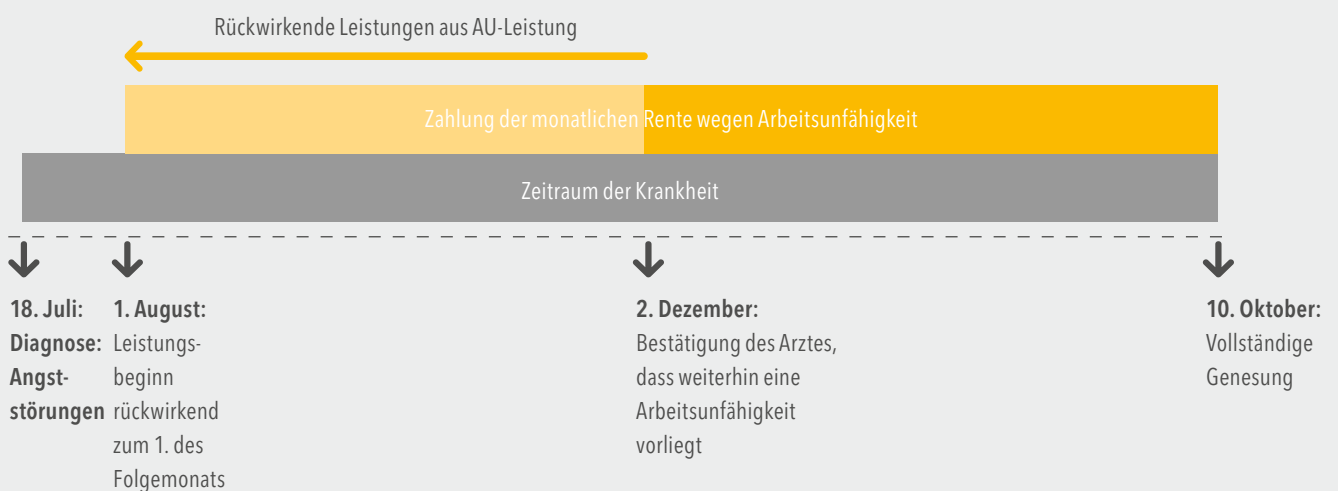 Rückwirkende Leistungen aus AU-Leistung
Zahlung der monatlichen Rente wegen Arbeitsunfähigkeit
Zeitraum der Krankheit
18. Juli:
Diagnose:
Angst-
störungen
1. August:
Leistungs-
beginn
rückwirkend
zum 1. des
Folgemonats
2. Dezember:
Bestätigung des Arztes,
dass weiterhin eine
Arbeitsunfähigkeit
vorliegt
10. Oktober:
Vollständige
Genesung